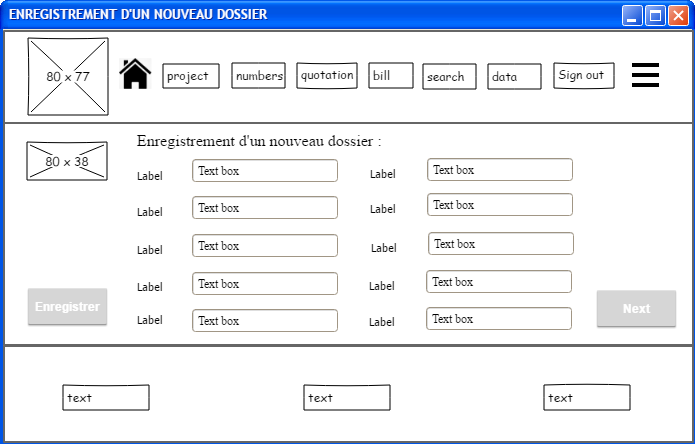 ENREGISTREMENT D'UN NOUVEAU DOSSIER
80 x 77
project numbers quotation bill search data Sign out
80 x 38
Enregistrement d'un nouveau dossier :
Label Text box Label Text box
Label Text box Label Text box
Label Text box Label Text box
Label Text box Label Text box
Label Text box Label Text box
Enregistrer
Next
text text text